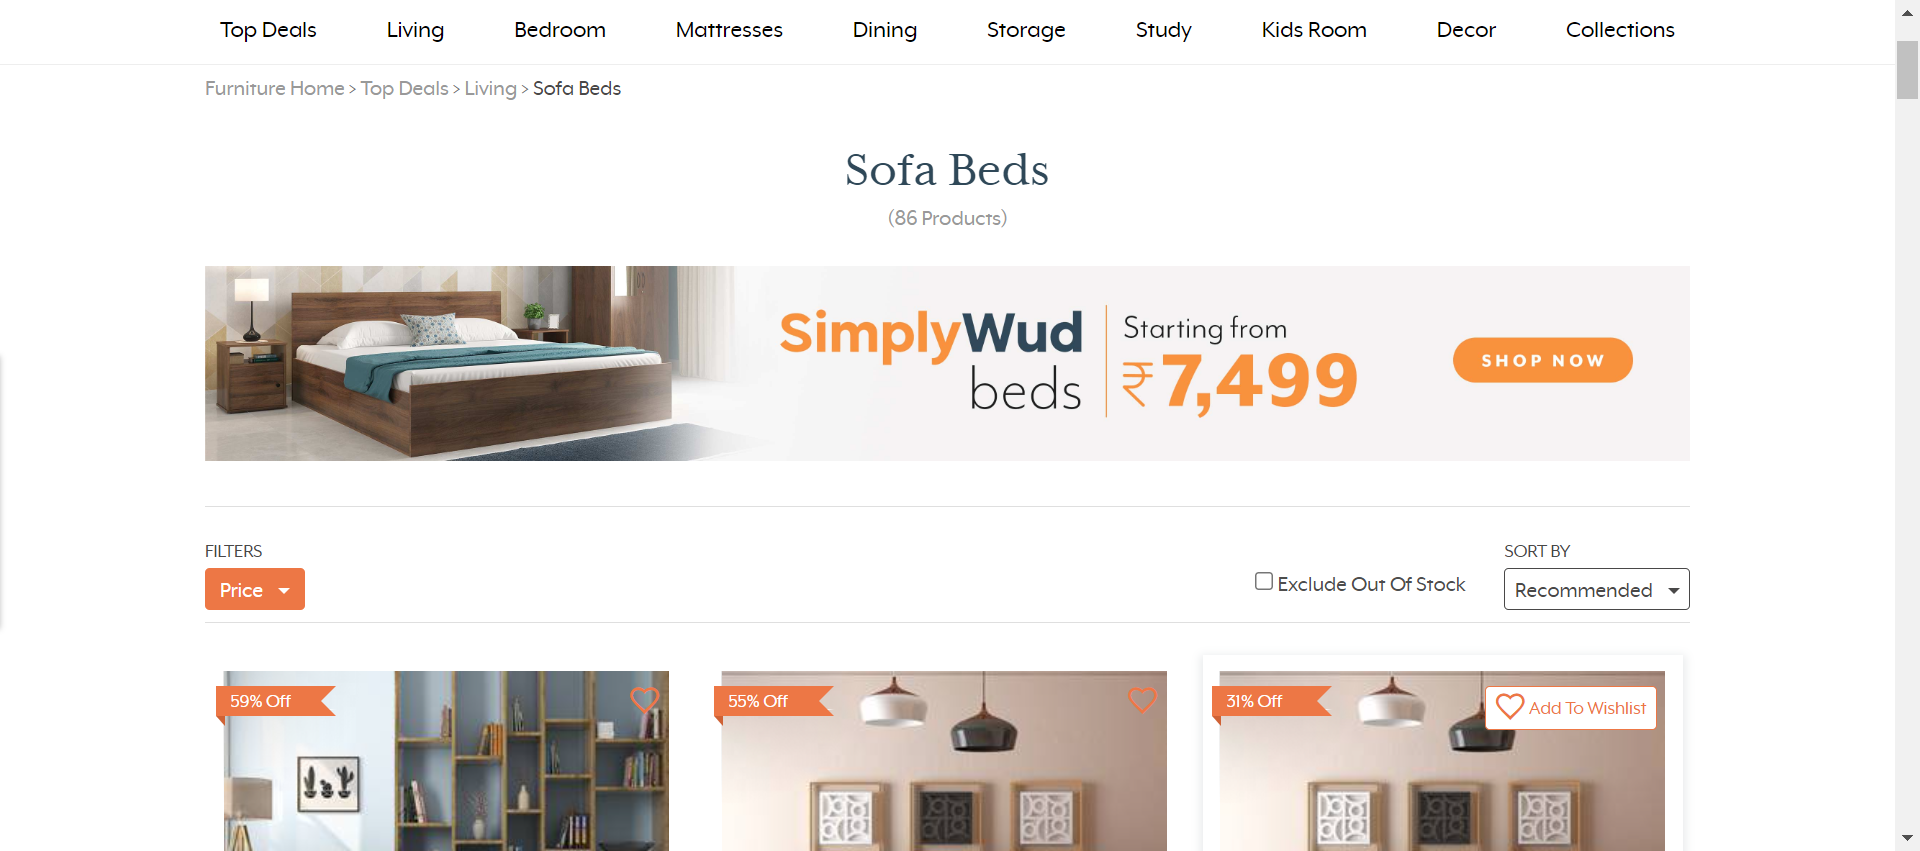 Top Deals Living Bedroom Mattresses Dining Storage Study Kids Room Decor Collections
Furniture Home > Top Deals > Living > Sofa Beds
Sofa Beds
(86 Products)
SimplyWud
beds
Starting from
₹7,499
SHOP NOW
FILTERS
Price
Exclude Out Of Stock
SORT BY
Recommended
59% Off
55% Off
31% Off
Add To Wishlist